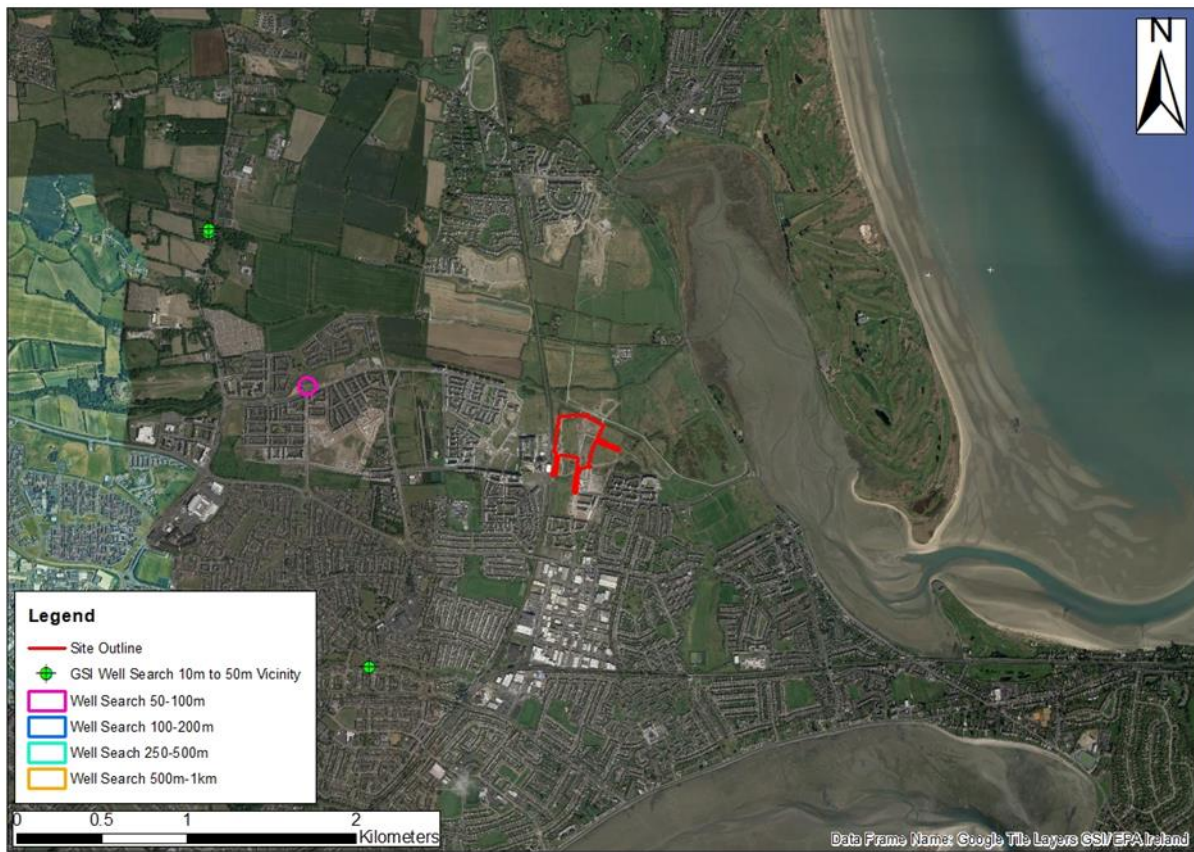 N
Legend
Site Outline
GSI Well Search 10m to 50m Vicinity
Well Search 50-100m
Well Search 100-200m
Well Seach 250-500m
Well Search 500m-1km
0 0.5 1 2
Kilometers
Data Frame Name: Google Tile Layers GSI/ EPA Ireland